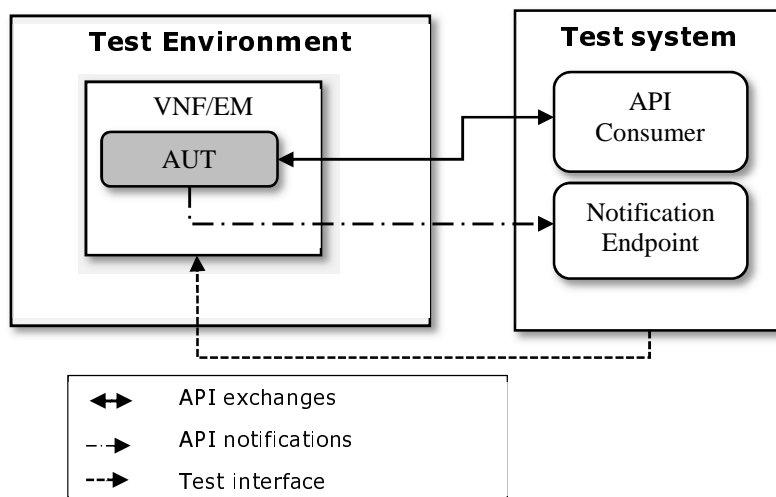 Test Environment
Test system
VNF/EM
AUT
API
Consumer
Notification
Endpoint
API exchanges
API notifications
Test interface